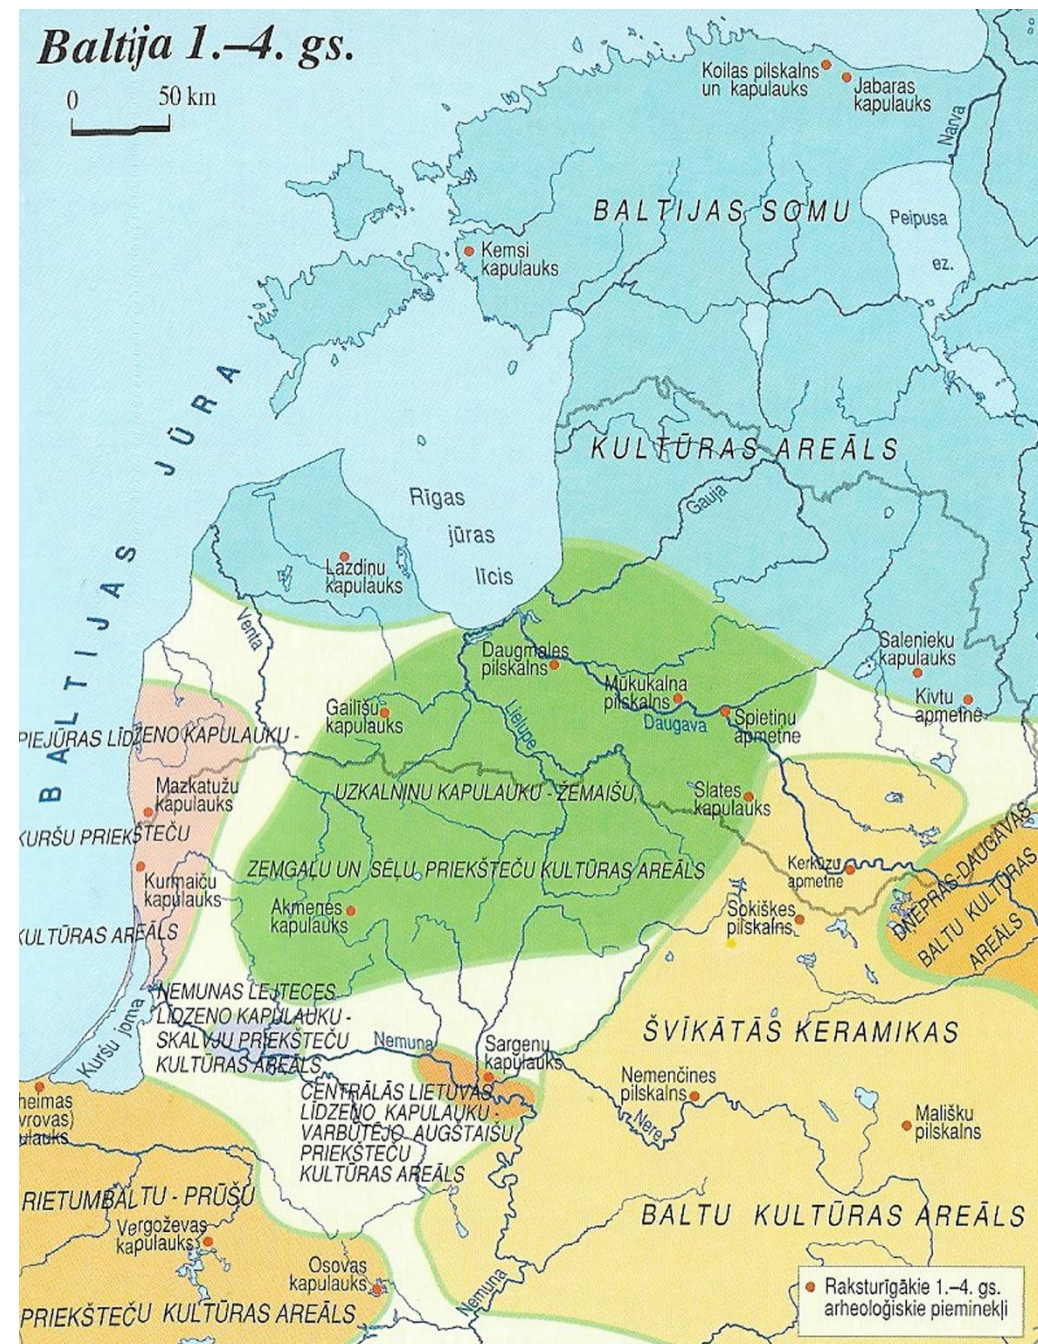 Baltija 1.–4. gs.
0 50 km
Koilas pilskalns
un kapulauks
Jabaras
kapulauks
Narva
BALTIJAS SOMU
Peipusa
ez.
Kemsi
kapulauks
BALTIJAS JŪRA
KULTŪRAS AREĀLS
Rīgas
jūras
līcis
Gauja
Lazdiņu
kapulauks
Venta
Daugmales
pilskalns
Salenieku
kapulauks
Mūkukalna
pilskalns
Kivtu
apmetne
Gailīšu
kapulauks
Lielupe
Daugava
Spietiņu
apmetne
PIEJŪRAS LĪDZENO KAPULAUKU -
KURŠU PRIEKŠTEČU
KULTŪRAS AREĀLS
Mazkatužu
kapulauks
UZKALNIŅU KAPULAUKU - ŽEMAIŠU,
ZEMGAĻU UN SĒĻU PRIEKŠTEČU KULTŪRAS AREĀLS
Slates
kapulauks
Kurmaiču
kapulauks
Kerkūzu
apmetne
DŅEPRAS-DAUGAVAS
BALTU KULTŪRAS
AREĀLS
Akmenes
kapulauks
Sokiškes
pilskalns
NEMUNAS LEJTECES
LĪDZENO KAPULAUKU -
SKALVJU PRIEKŠTEČU
KULTŪRAS AREĀLS
Kuršu joma
Nemuna
Sargenu
kapulauks
ŠVĪKĀTĀS KERAMIKAS
BALTU KULTŪRAS AREĀLS
CENTRĀLĀS LIETUVAS
LĪDZENO KAPULAUKU -
VARBŪTĒJO AUGŠTAIŠU
PRIEKŠTEČU
KULTŪRAS AREĀLS
Nemenčines
pilskalns
Nere
Mališku
pilskalns
heimas
vrovas)
ulauks
RIETUMBALTU - PRŪŠU
PRIEKŠTEČU KULTŪRAS AREĀLS
Vergoževas
kapulauks
Osovas
kapulauks
Nemuna
Raksturīgākie 1.–4. gs.
arheoloģiskie pieminekļi